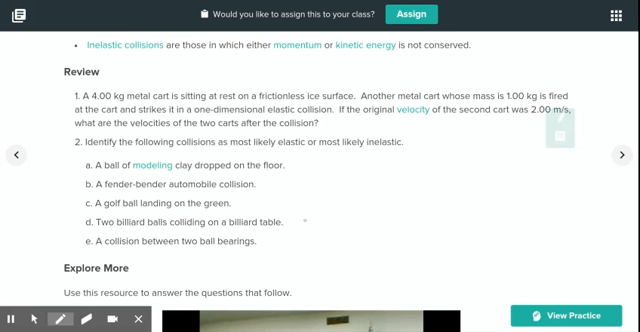 Would you like to assign this to your class?
Assign
• Inelastic collisions are those in which either momentum or kinetic energy is not conserved.
Review
1. A 4.00 kg metal cart is sitting at rest on a frictionless ice surface. Another metal cart whose mass is 1.00 kg is fired
at the cart and strikes it in a one-dimensional elastic collision. If the original velocity of the second cart was 2.00 m/s,
what are the velocities of the two carts after the collision?
2. Identify the following collisions as most likely elastic or most likely inelastic.
a. A ball of modeling clay dropped on the floor.
b. A fender-bender automobile collision.
c. A golf ball landing on the green.
d. Two billiard balls colliding on a billiard table.
e. A collision between two ball bearings.
Explore More
Use this resource to answer the questions that follow.
View Practice